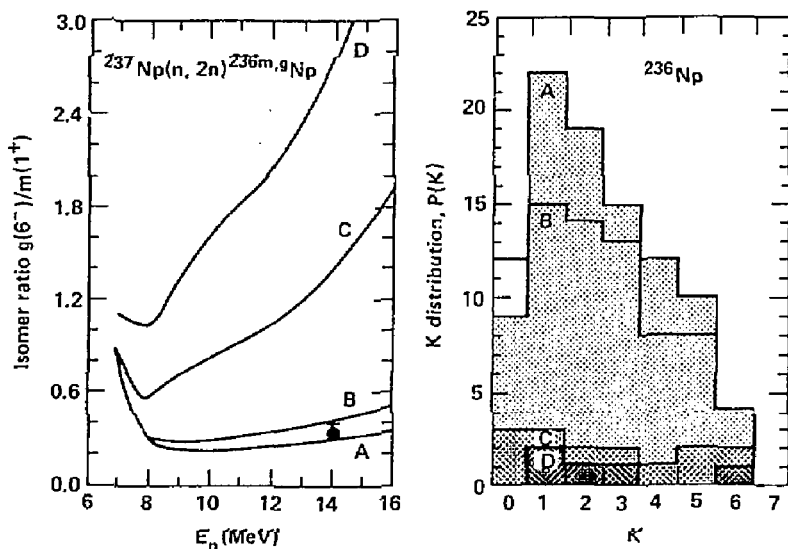 3.0
2.4
1.8
1.2
0.6
0.0
Isomer ratio g(6⁻)/m(1⁺)
²³⁷Np(n, 2n)²³⁶ᵐ,ᵍNp
D
C
B
A
6 8 10 12 14 16
Eₙ (MeV)
25
20
15
10
5
0
K distribution, P(K)
²³⁶Np
A
B
C
D
0 1 2 3 4 5 6 7
K